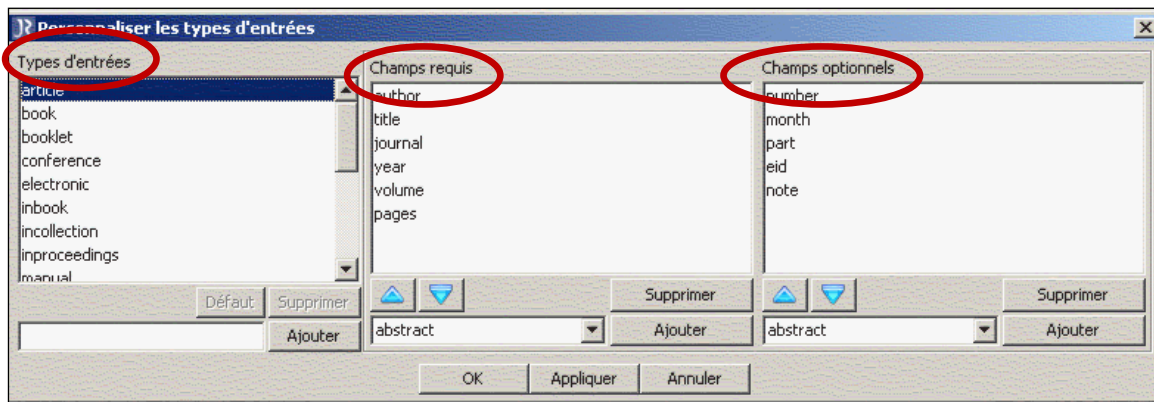 Personnaliser les types d'entrées
Types d'entrées
article
book
booklet
conference
electronic
inbook
incollection
inproceedings
manual
Défaut
Supprimer
Ajouter
Champs requis
author
title
journal
year
volume
pages
Supprimer
abstract
Ajouter
Champs optionnels
number
month
part
eid
note
Supprimer
abstract
Ajouter
OK
Appliquer
Annuler